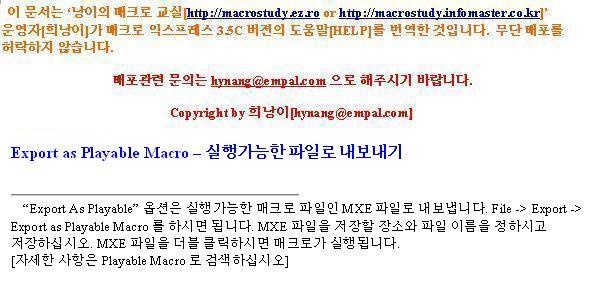 이 문서는 ‘낭이의 매크로 교실[http://macrostudy.ez.ro or http://macrostudy.infomaster.co.kr]’
운영자[희낭이]가 매크로 익스프레스 3.5C 버젼의 도움말[HELP]를 번역한 것입니다. 무단 배포를
허락하지 않습니다.
배포관련 문의는 hynang@empal.com 으로 해주시기 바랍니다.
Copyright by 희낭이[hynang@empal.com]
Export as Playable Macro – 실행가능한 파일로 내보내기
“Export As Playable” 옵션은 실행가능한 매크로 파일인 MXE 파일로 내보냅니다. File -> Export ->
Export as Playable Macro 를 하시면 됩니다. MXE 파일을 저장할 장소와 파일 이름을 정하시고
저장하십시오. MXE 파일을 더블 클릭하시면 매크로가 실행됩니다.
[자세한 사항은 Playable Macro 로 검색하십시오]